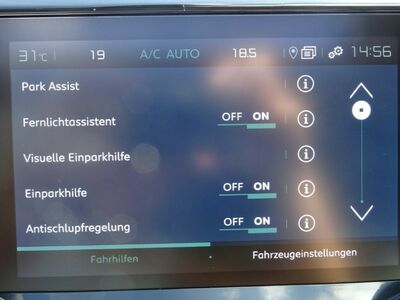 31°C 19 A/C AUTO 18.5 14:56
Park Assist
Fernlichtassistent OFF ON
Visuelle Einparkhilfe
Einparkhilfe OFF ON
Antischlupfregelung OFF ON
Fahrhilfen Fahrzeugeinstellungen